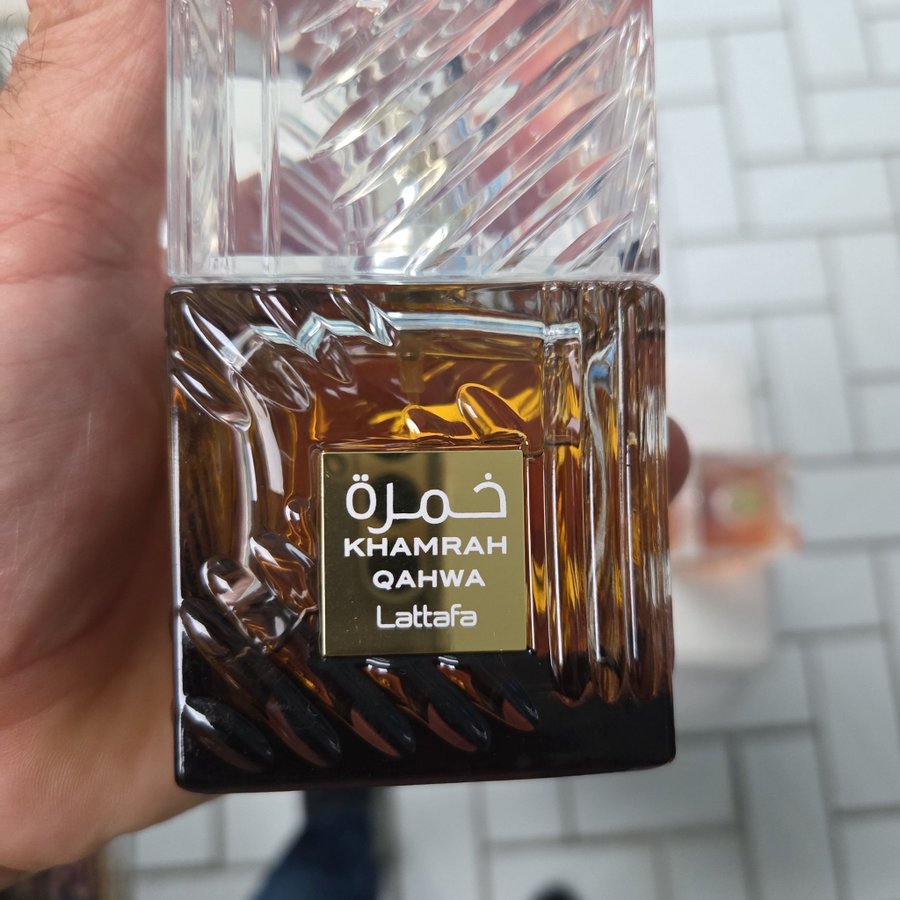 خمرة
KHAMRAH
QAHWA
Lattafa